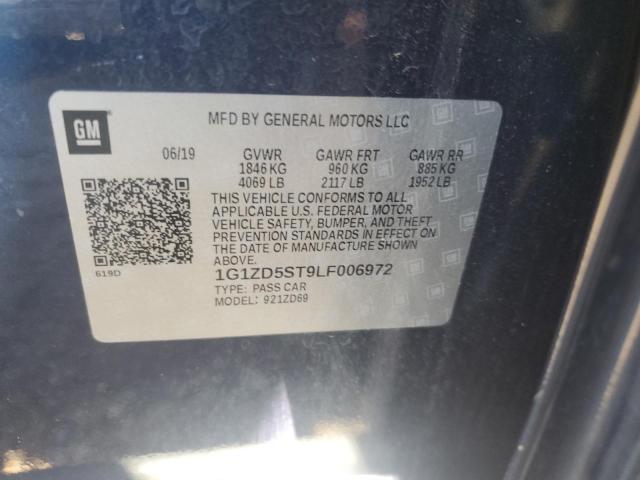 GM
MFD BY GENERAL MOTORS LLC
06/19 GVWR GAWR FRT GAWR RR
1846 KG 960 KG 885 KG
4069 LB 2117 LB 1952 LB
THIS VEHICLE CONFORMS TO ALL
APPLICABLE U.S. FEDERAL MOTOR
VEHICLE SAFETY, BUMPER, AND THEFT
PREVENTION STANDARDS IN EFFECT ON
THE DATE OF MANUFACTURE SHOWN
ABOVE.
619D
1G1ZD5ST9LF006972
TYPE: PASS CAR
MODEL: 921ZD69